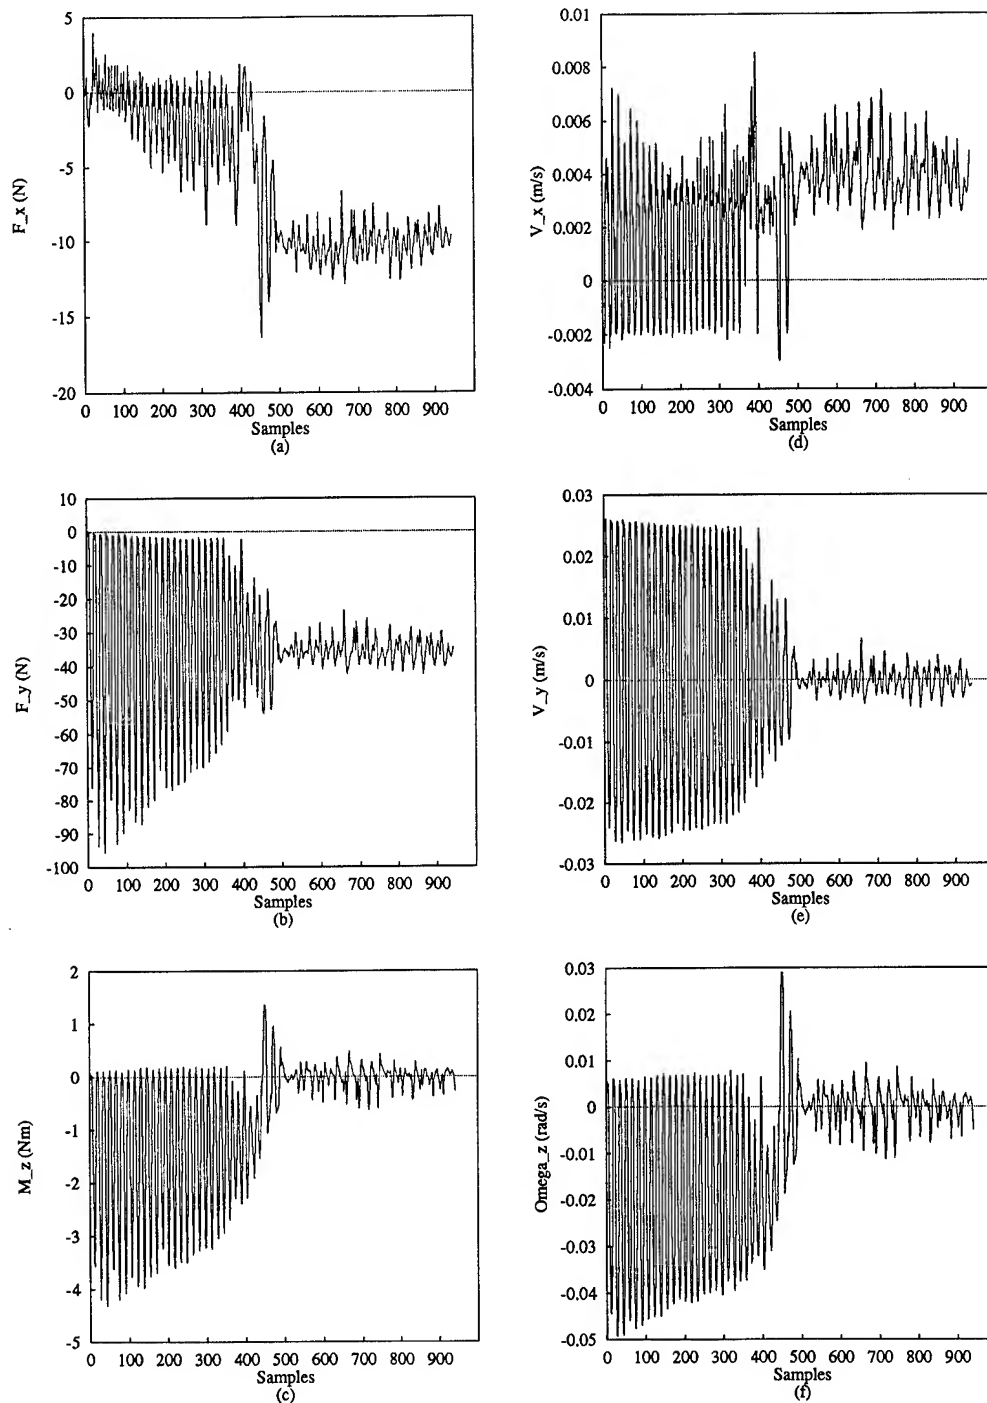 5
0
-5
-10
-15
-20
F_x (N)
0 100 200 300 400 500 600 700 800 900
Samples
(a)
0.01
0.008
0.006
0.004
0.002
0
-0.002
-0.004
V_x (m/s)
0 100 200 300 400 500 600 700 800 900
Samples
(d)
10
0
-10
-20
-30
-40
-50
-60
-70
-80
-90
-100
F_y (N)
0 100 200 300 400 500 600 700 800 900
Samples
(b)
0.03
0.02
0.01
0
-0.01
-0.02
-0.03
V_y (m/s)
0 100 200 300 400 500 600 700 800 900
Samples
(e)
2
1
0
-1
-2
-3
-4
-5
M_z (Nm)
0 100 200 300 400 500 600 700 800 900
Samples
(c)
0.03
0.02
0.01
0
-0.01
-0.02
-0.03
-0.04
-0.05
Omega_z (rad/s)
0 100 200 300 400 500 600 700 800 900
Samples
(f)